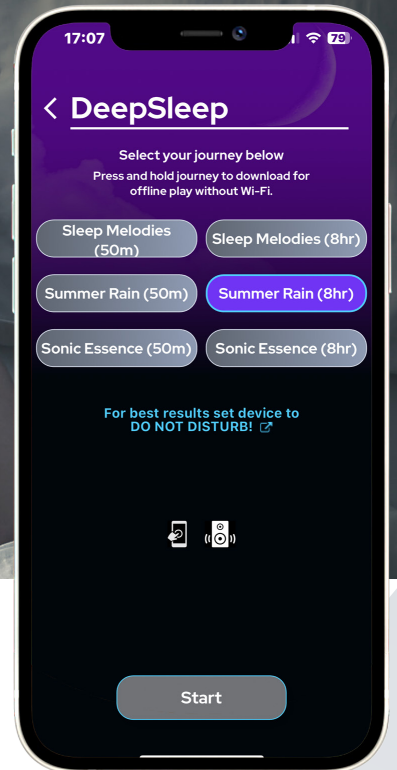 17:07
79
DeepSleep
Select your journey below
Press and hold journey to download for
offline play without Wi-Fi.
Sleep Melodies
(50m)
Sleep Melodies (8hr)
Summer Rain (50m)
Summer Rain (8hr)
Sonic Essence (50m)
Sonic Essence (8hr)
For best results set device to
DO NOT DISTURB!
Start